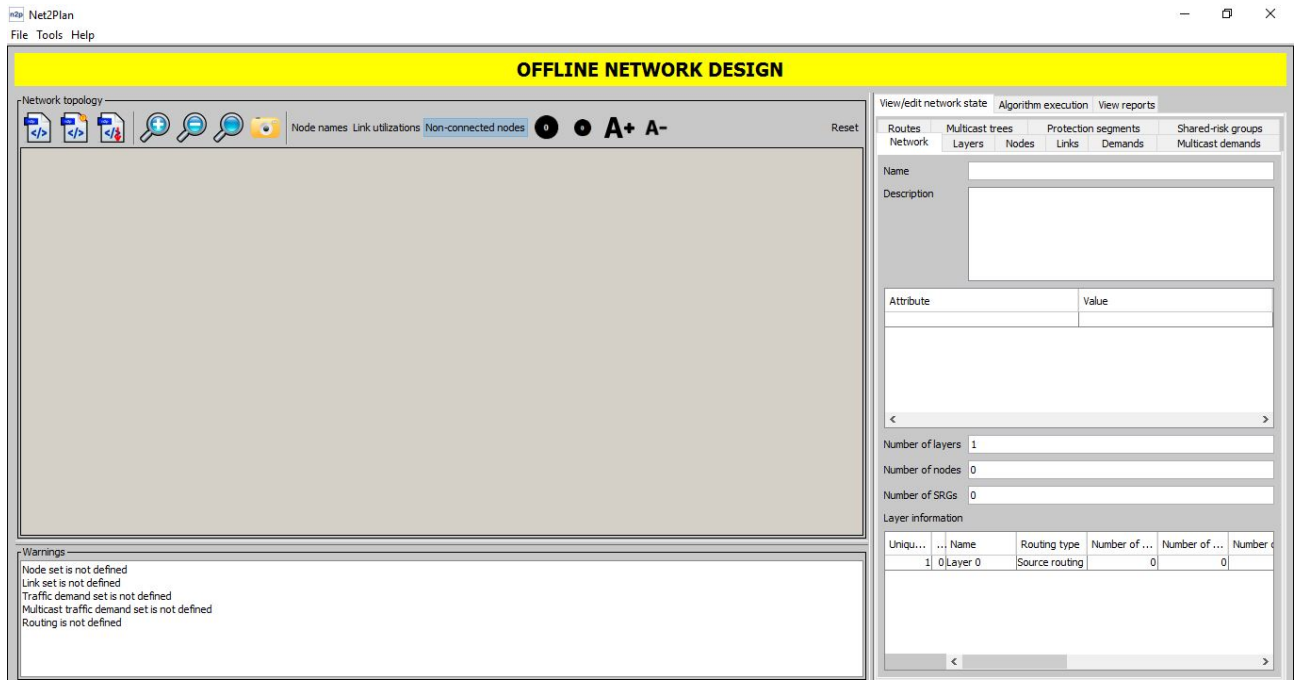 n2p Net2Plan
File Tools Help
OFFLINE NETWORK DESIGN
Network topology
Node names Link utilizations Non-connected nodes 0 0 A+ A- Reset
Warnings
Node set is not defined
Link set is not defined
Traffic demand set is not defined
Multicast traffic demand set is not defined
Routing is not defined
View/edit network state Algorithm execution View reports
Routes Multicast trees Protection segments Shared-risk groups
Network Layers Nodes Links Demands Multicast demands
Name
Description
Attribute Value
Number of layers 1
Number of nodes 0
Number of SRGs 0
Layer information
Uniqu... ... Name Routing type Number of ... Number of ... Number
1 0 Layer 0 Source routing 0 0